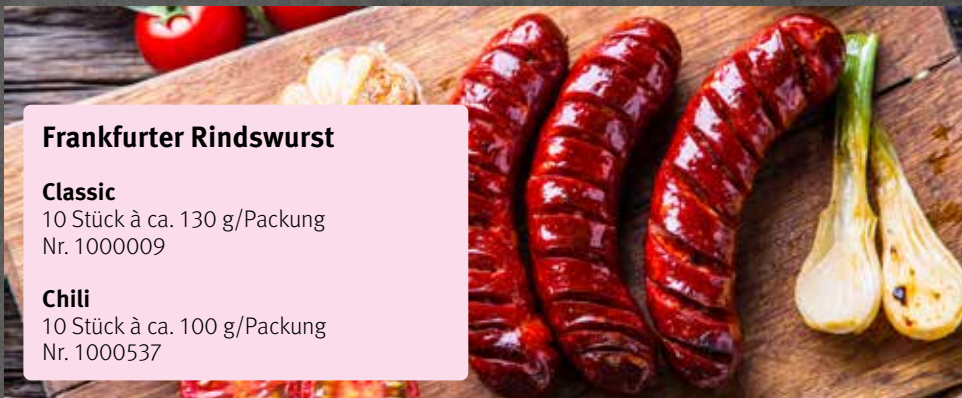 Frankfurter Rindswurst
Classic
10 Stück à ca. 130 g/Packung
Nr. 1000009
Chili
10 Stück à ca. 100 g/Packung
Nr. 1000537